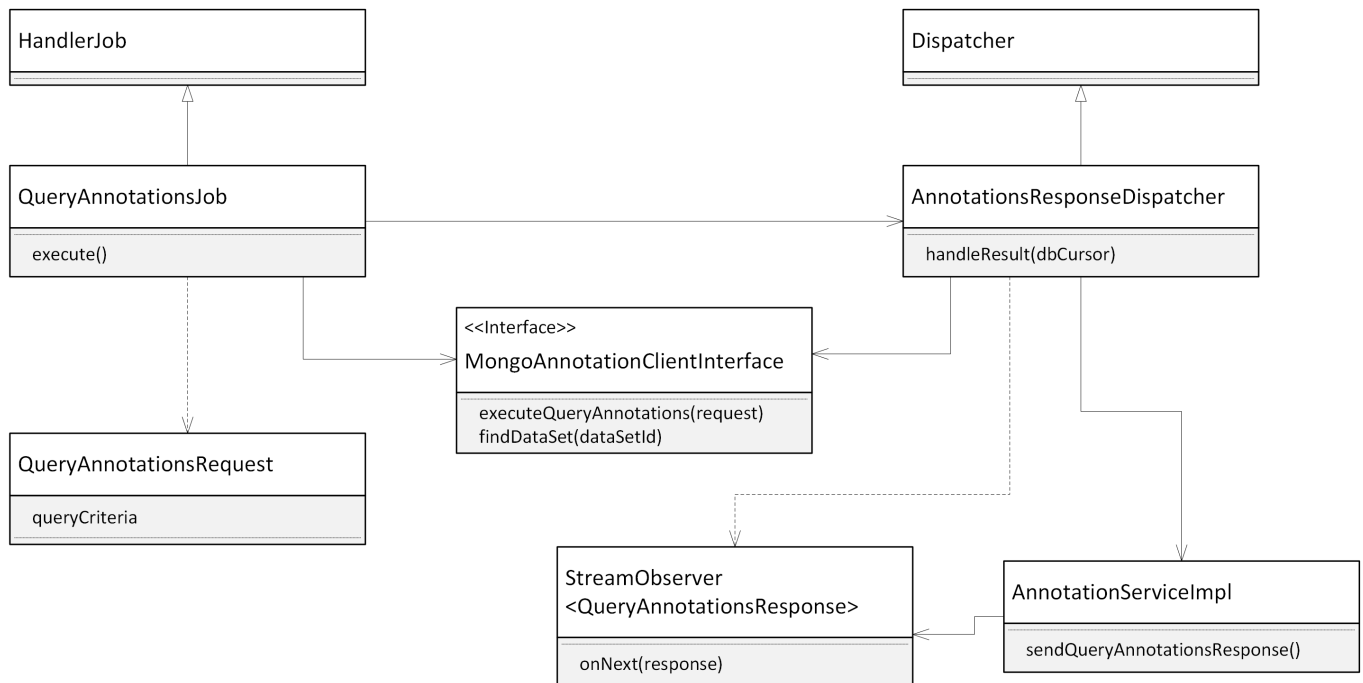 HandlerJob
Dispatcher
QueryAnnotationsJob
execute()
AnnotationsResponseDispatcher
handleResult(dbCursor)
<<Interface>>
MongoAnnotationClientInterface
executeQueryAnnotations(request)
findDataSet(dataSetId)
QueryAnnotationsRequest
queryCriteria
StreamObserver
<QueryAnnotationsResponse>
onNext(response)
AnnotationServiceImpl
sendQueryAnnotationsResponse()